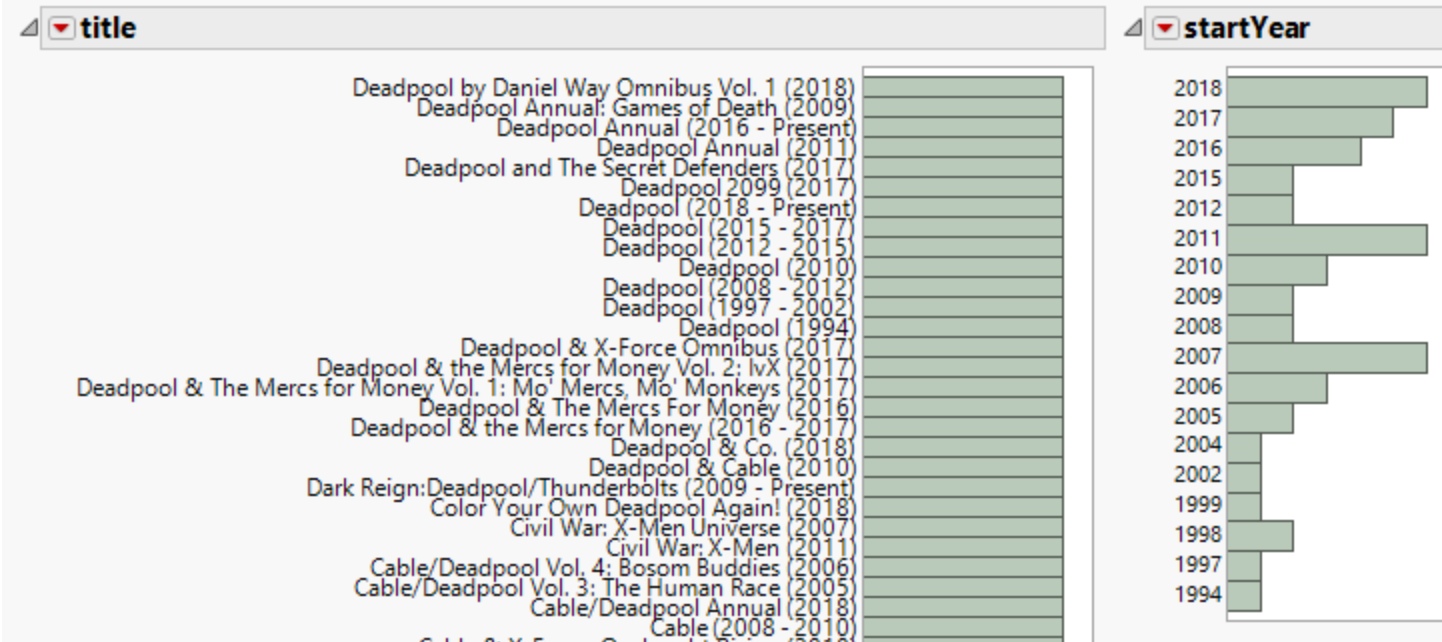 title
Deadpool by Daniel Way Omnibus Vol. 1 (2018)
Deadpool Annual: Games of Death (2009)
Deadpool Annual (2016 - Present)
Deadpool Annual (2011)
Deadpool and The Secret Defenders (2017)
Deadpool 2099 (2017)
Deadpool (2018 - Present)
Deadpool (2015 - 2017)
Deadpool (2012 - 2015)
Deadpool (2010)
Deadpool (2008 - 2012)
Deadpool (1997 - 2002)
Deadpool (1994)
Deadpool & X-Force Omnibus (2017)
Deadpool & the Mercs for Money Vol. 2: IvX (2017)
Deadpool & The Mercs for Money Vol. 1: Mo' Mercs, Mo' Monkeys (2017)
Deadpool & The Mercs For Money (2016)
Deadpool & the Mercs for Money (2016 - 2017)
Deadpool & Co. (2018)
Deadpool & Cable (2010)
Dark Reign:Deadpool/Thunderbolts (2009 - Present)
Color Your Own Deadpool Again! (2018)
Civil War: X-Men Universe (2007)
Civil War: X-Men (2011)
Cable/Deadpool Vol. 4: Bosom Buddies (2006)
Cable/Deadpool Vol. 3: The Human Race (2005)
Cable/Deadpool Annual (2018)
Cable (2008 - 2010)
startYear
2018
2017
2016
2015
2012
2011
2010
2009
2008
2007
2006
2005
2004
2002
1999
1998
1997
1994